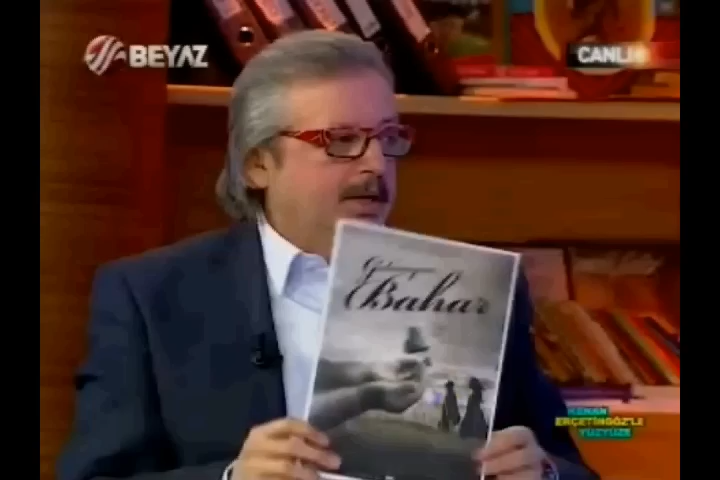 BEYAZ
CANLI
Bahar
KENAN
ERÇETİNGÖZ'LE
YÜZYÜZE